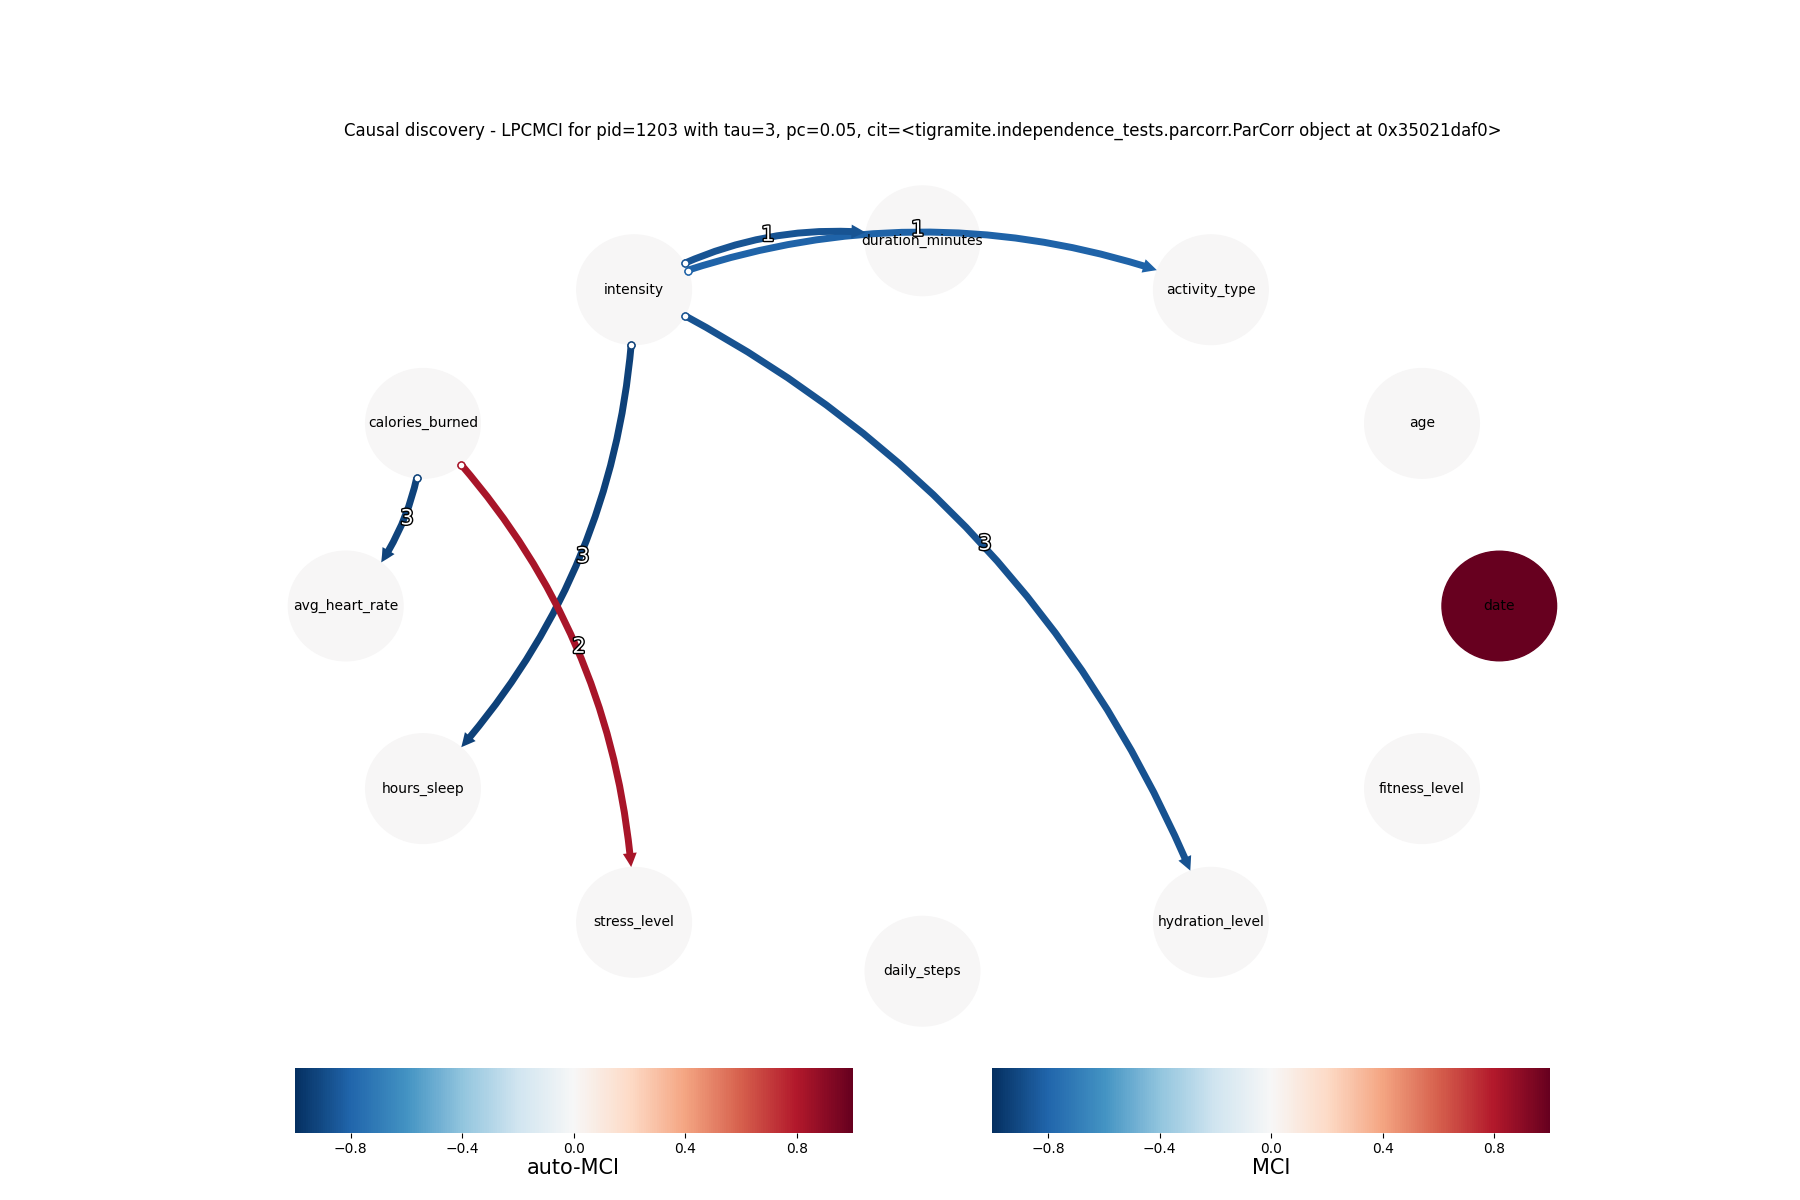 Causal discovery - LPCMCI for pid=1203 with tau=3, pc=0.05, cit=<tigramite.independence_tests.parcorr.ParCorr object at 0x35021daf0>
1
1
duration_minutes
intensity
activity_type
calories_burned
age
3
3
3
avg_heart_rate
date
2
hours_sleep
fitness_level
stress_level
hydration_level
daily_steps
−0.8 −0.4 0.0 0.4 0.8
auto-MCI
−0.8 −0.4 0.0 0.4 0.8
MCI